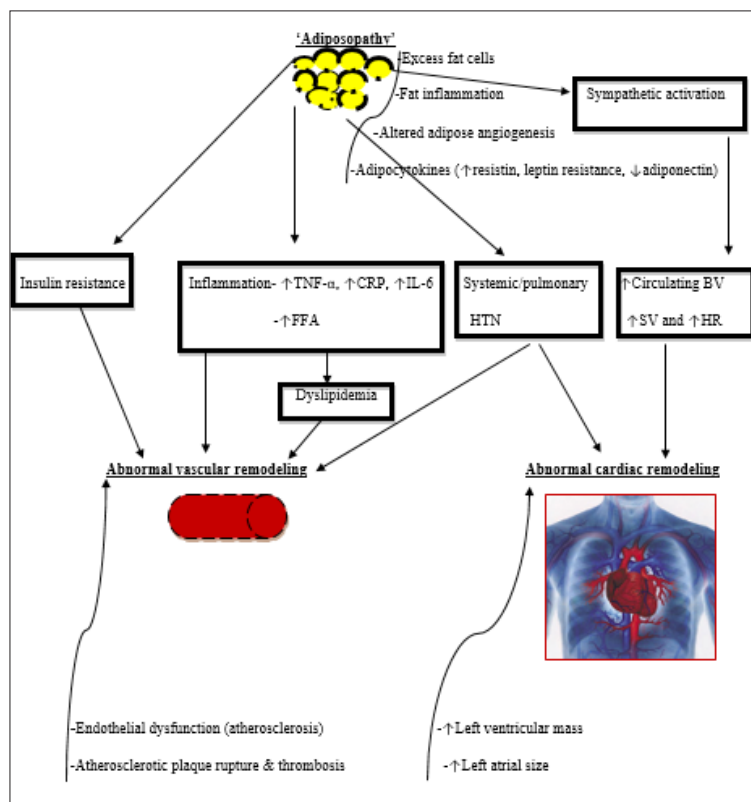 ‘Adiposopathy’
-Excess fat cells
-Fat inflammation
Sympathetic activation
-Altered adipose angiogenesis
-Adipocytokines (↑resistin, leptin resistance, ↓adiponectin)
Insulin resistance
Inflammation- ↑TNF-α, ↑CRP, ↑IL-6
-↑FFA
Systemic/pulmonary
HTN
↑Circulating BV
↑SV and ↑HR
Dyslipidemia
Abnormal vascular remodeling
Abnormal cardiac remodeling
-Endothelial dysfunction (atherosclerosis)
-Atherosclerotic plaque rupture & thrombosis
-↑Left ventricular mass
-↑Left atrial size